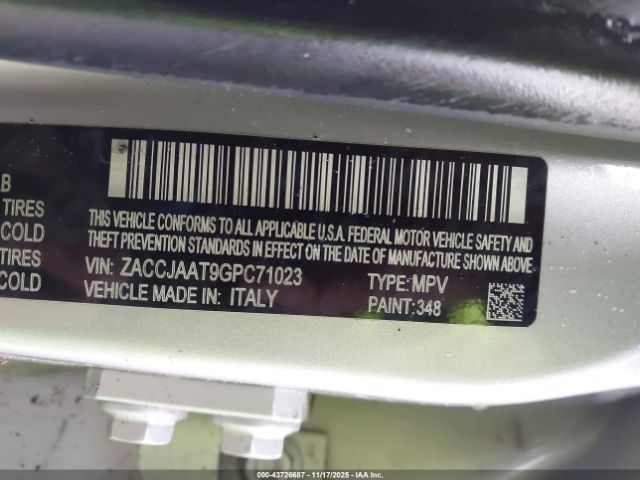 B
TIRES
COLD
TIRES
COLD
THIS VEHICLE CONFORMS TO ALL APPLICABLE U.S.A. FEDERAL MOTOR VEHICLE SAFETY AND
THEFT PREVENTION STANDARDS IN EFFECT ON THE DATE OF MANUFACTURE SHOWN ABOVE.
VIN: ZACCJAAT9GPC71023 TYPE: MPV
VEHICLE MADE IN: ITALY PAINT: 348
000-43726687 - 11/17/2025 - IAAI.COM